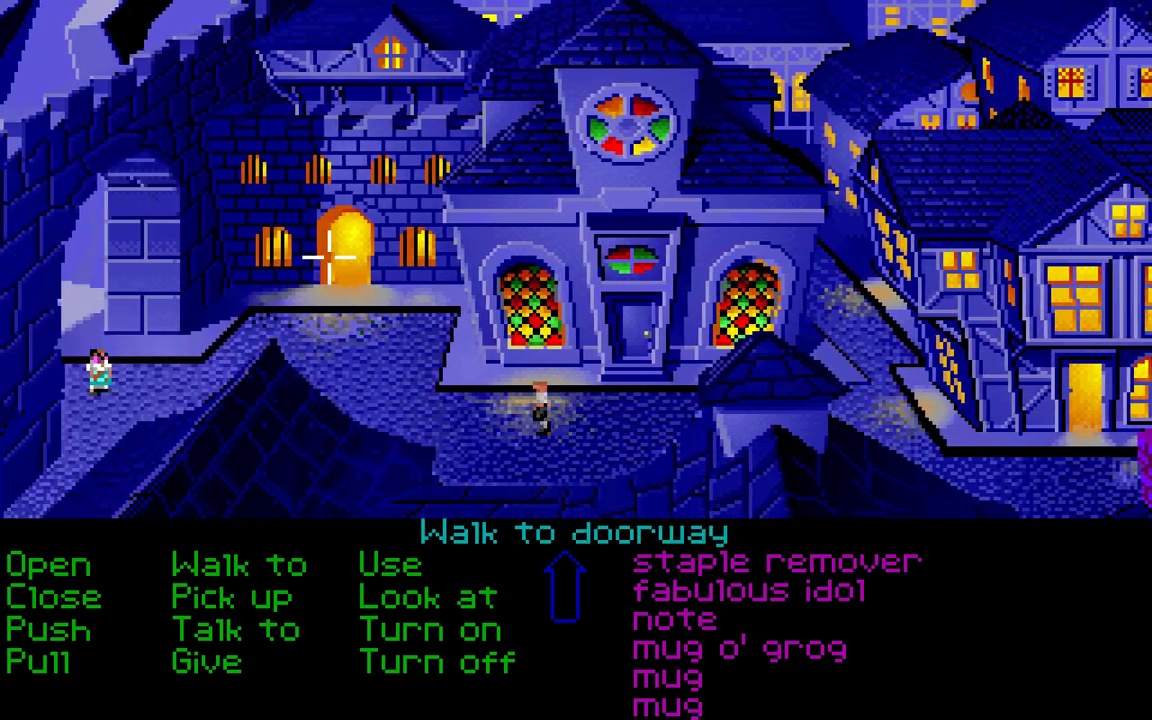 Walk to doorway
Open Walk to Use
Close Pick up Look at
Push Talk to Turn on
Pull Give Turn off
staple remover
fabulous idol
note
mug o' grog
mug
mug